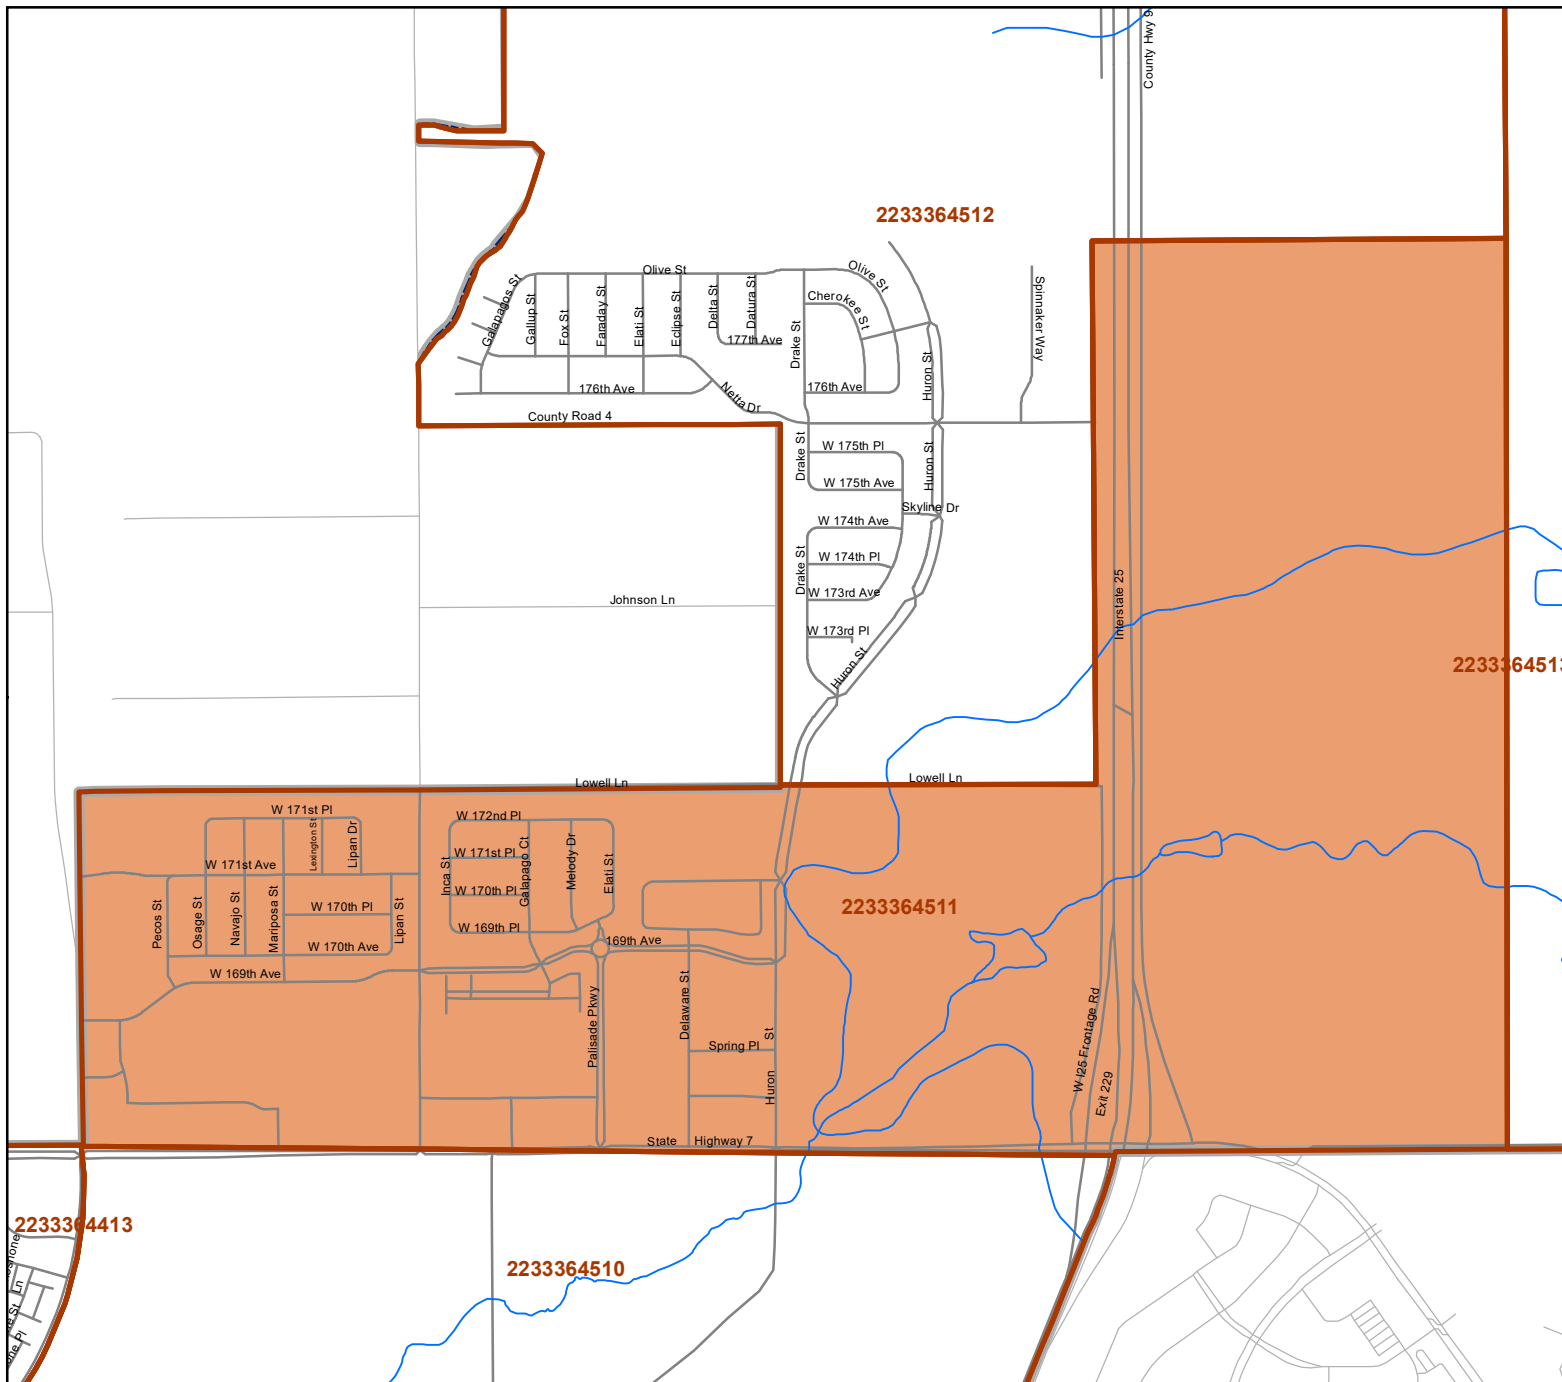 County Hwy 9
2233364512
Olive St
Olive St
Galapagos St
Gallup St
Fox St
Faraday St
Elati St
Eclipse St
Delta St
Datura St
Cherokee St
Spinnaker Way
177th Ave
Drake St
Huron St
176th Ave
176th Ave
Netta Dr
County Road 4
Drake St
W 175th Pl
Huron St
W 175th Ave
Skyline Dr
W 174th Ave
W 174th Pl
Drake St
W 173rd Ave
Interstate 25
Johnson Ln
W 173rd Pl
Huron St
2233364513
Lowell Ln
Lowell Ln
W 171st Pl
W 172nd Pl
Lexington St
Lipan Dr
W 171st Ave
W 171st Pl
Inca St
Galapago Ct
Melody Dr
Elati St
W 170th Pl
W 170th Pl
2233364511
Pecos St
Osage St
Navajo St
Mariposa St
Lipan St
W 169th Pl
169th Ave
W 170th Ave
W 169th Ave
Palisade Pkwy
Delaware St
Spring Pl
Huron St
W I25 Frontage Rd
Exit 229
State Highway 7
2233364413
2233364510
Ln